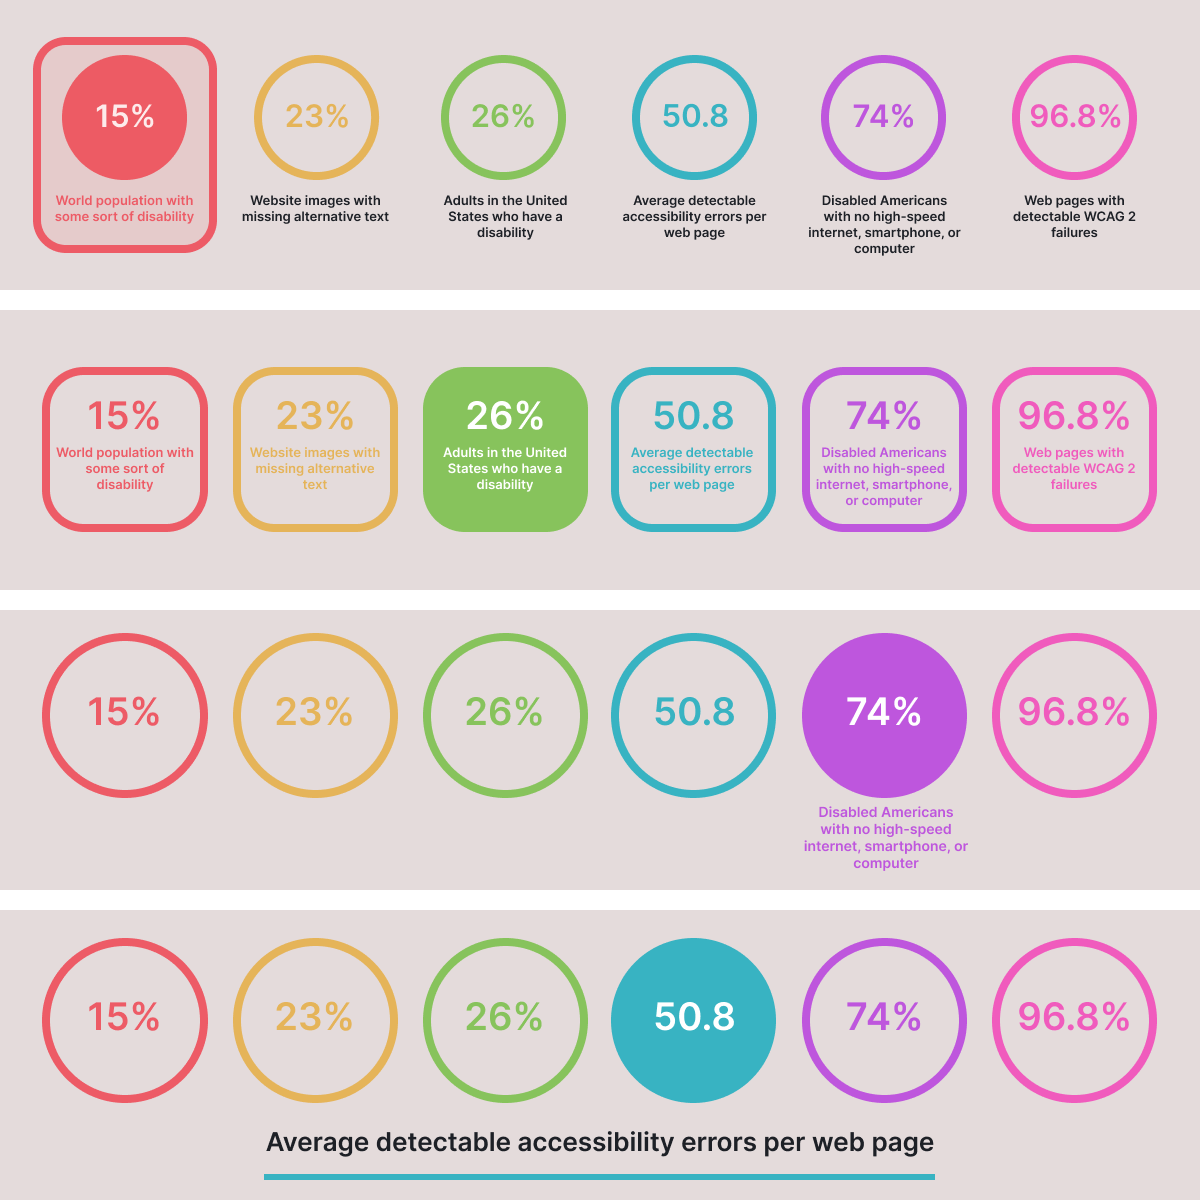 15%
23%
26%
50.8
74%
96.8%
World population with
some sort of disability
Website images with
missing alternative text
Adults in the United
States who have a
disability
Average detectable
accessibility errors per
web page
Disabled Americans
with no high-speed
internet, smartphone, or
computer
Web pages with
detectable WCAG 2
failures
15%
World population with
some sort of
disability
23%
Website images with
missing alternative
text
26%
Adults in the United
States who have a
disability
50.8
Average detectable
accessibility errors
per web page
74%
Disabled Americans
with no high-speed
internet, smartphone,
or computer
96.8%
Web pages with
detectable WCAG 2
failures
15%
23%
26%
50.8
74%
96.8%
Disabled Americans
with no high-speed
internet, smartphone, or
computer
15%
23%
26%
50.8
74%
96.8%
Average detectable accessibility errors per web page